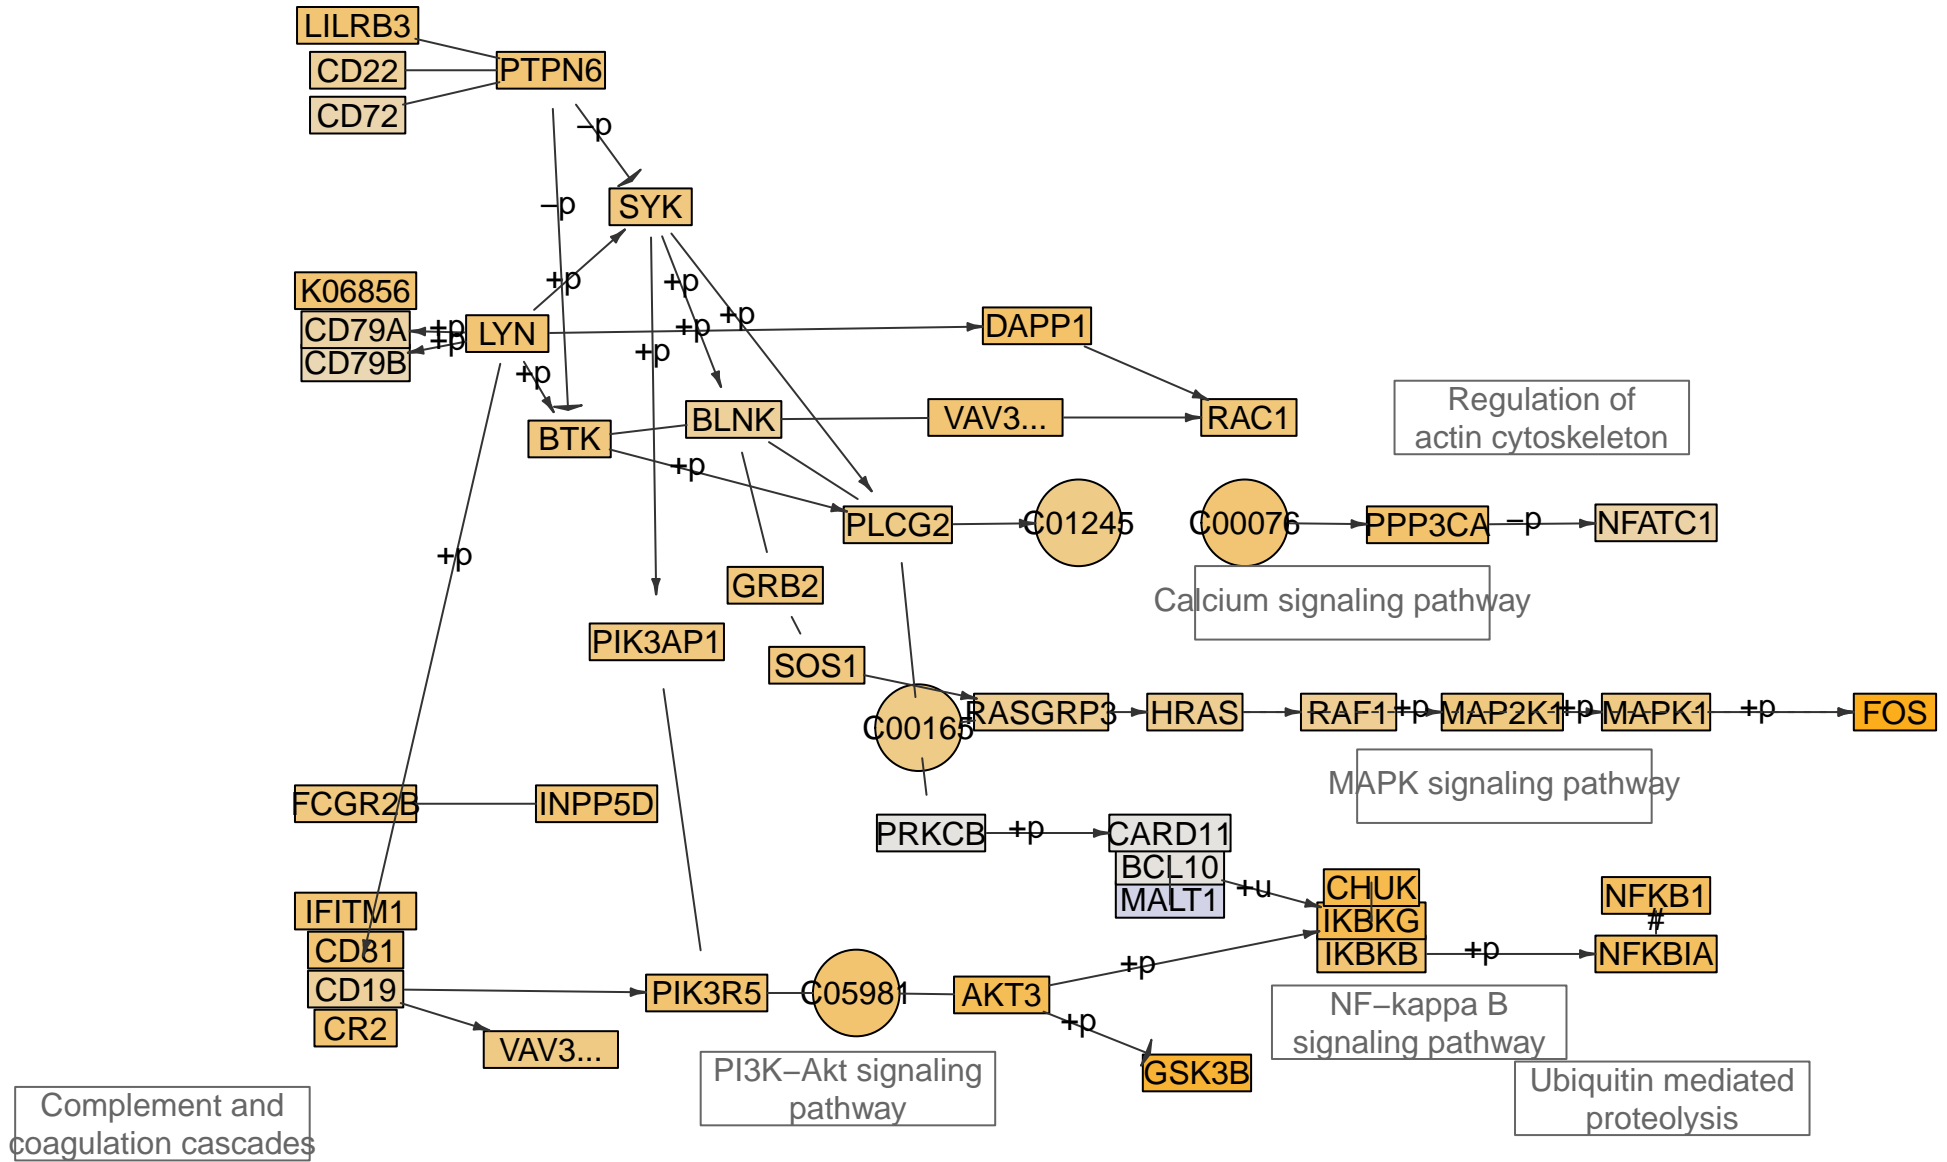 LILRB3
CD22
PTPN6
CD72
–p
SYK
–p
+p
+p
K06856
CD79A
+p
LYN
+p
+p
DAPP1
CD79B
+p
+p
+p
BTK
BLNK
VAV3...
RAC1
Regulation of
actin cytoskeleton
+p
PLCG2
C01245
C00076
PPP3CA
–p
NFATC1
+p
GRB2
Calcium signaling pathway
PIK3AP1
SOS1
C00165
RASGRP3
HRAS
RAF1
+p
MAP2K1
+p
MAPK1
+p
FOS
MAPK signaling pathway
FCGR2B
INPP5D
PRKCB
+p
CARD11
BCL10
MALT1
+u
CHUK
IKBKG
IKBKB
+p
NFKB1
#
NFKBIA
IFITM1
CD81
CD19
CR2
VAV3...
PIK3R5
C05981
AKT3
+p
+p
GSK3B
NF–kappa B
signaling pathway
PI3K–Akt signaling
pathway
Ubiquitin mediated
proteolysis
Complement and
coagulation cascades